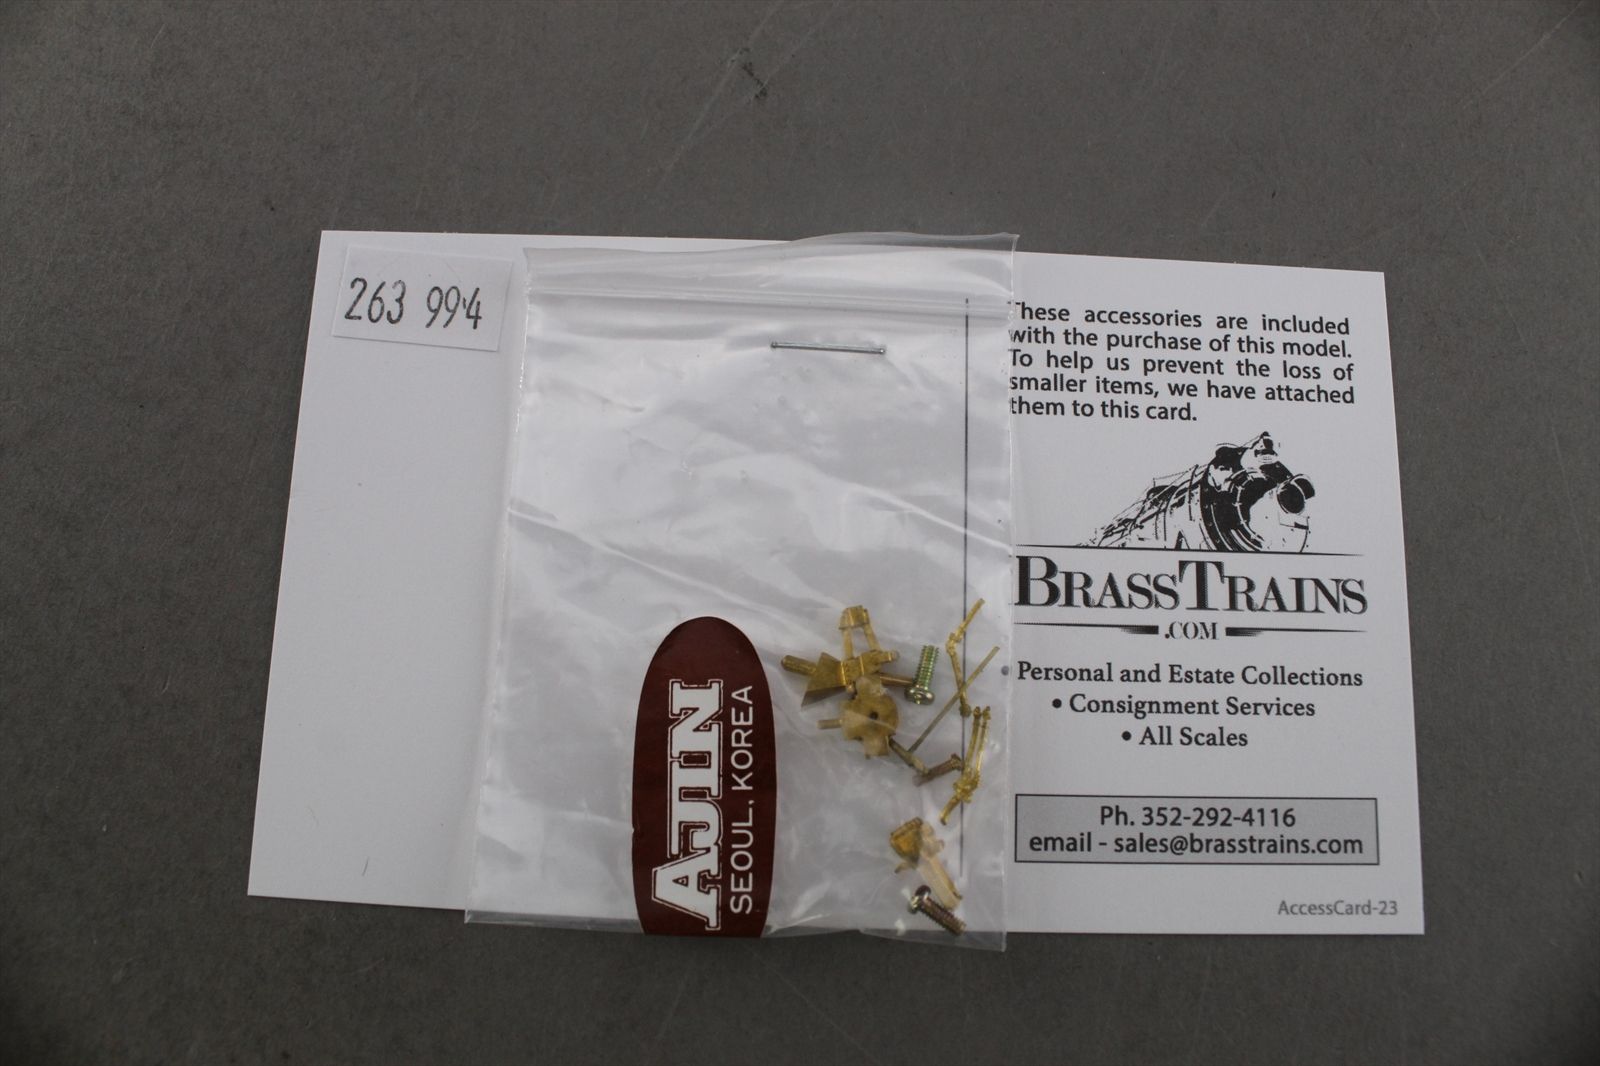 263 994
These accessories are included
with the purchase of this model.
To help us prevent the loss of
smaller items, we have attached
them to this card.
BRASSTRAINS
.COM
Personal and Estate Collections
• Consignment Services
• All Scales
Ph. 352-292-4116
email - sales@brasstrains.com
AccessCard-23
AJIN
SEOUL, KOREA